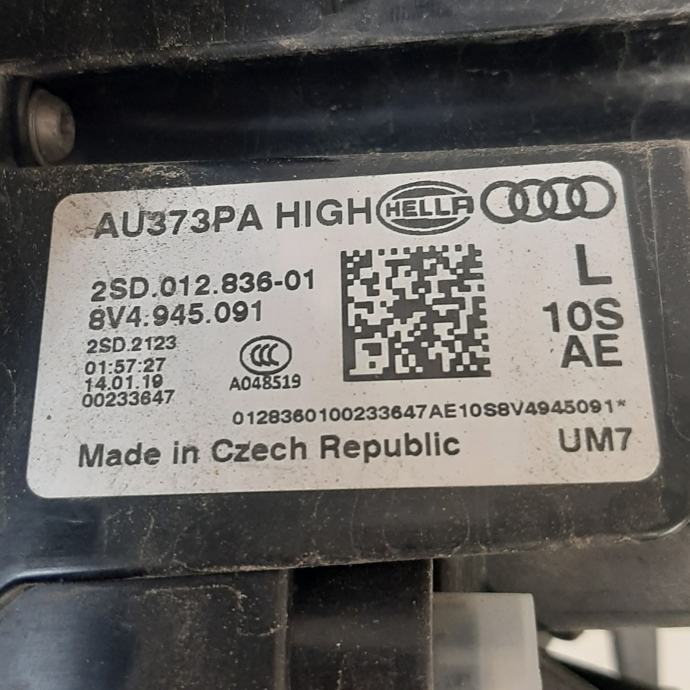 AU373PA HIGH HELLA
2SD.012.836-01
8V4.945.091
2SD.2123
01:57:27
14.01.19
00233647
CCC
A048519
L
10S
AE
0128360100233647AE10S8V4945091*
Made in Czech Republic
UM7